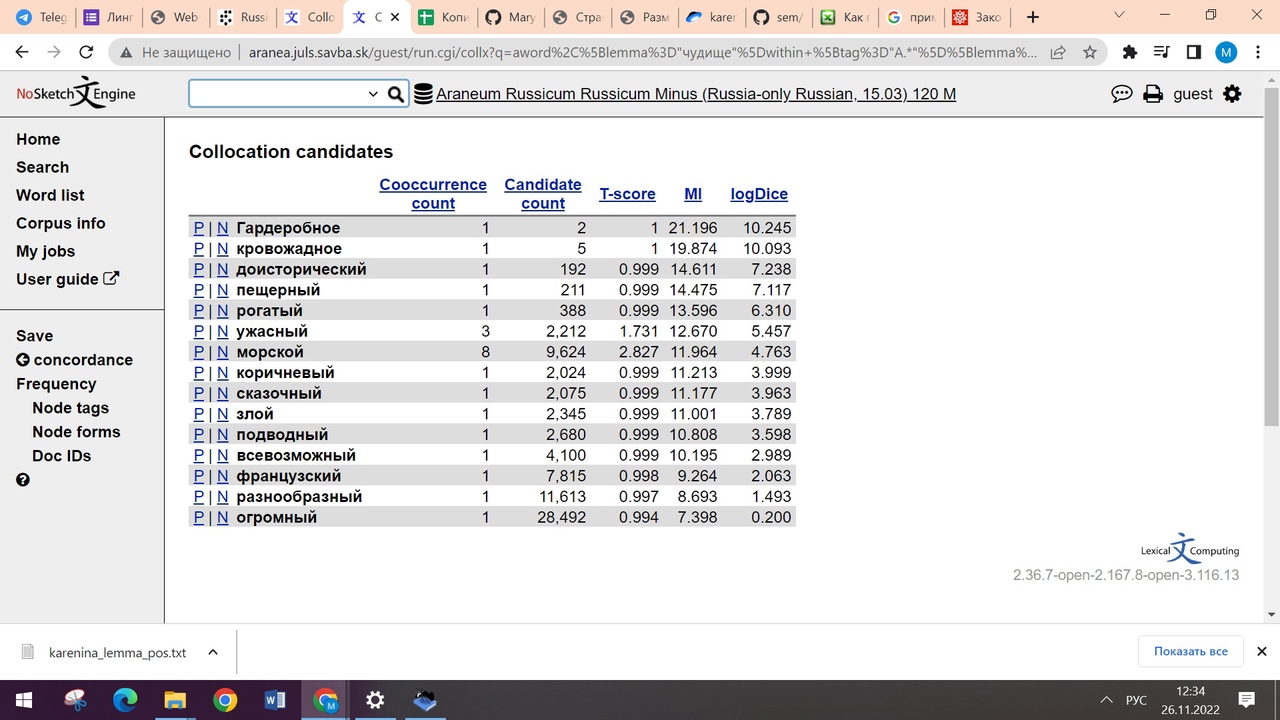 Teleg
Линг
Web
Russi
Collo
C
Копи
Mary
Стра
Разм
karer
sem/
Как
прим
Зако
Не защищено
aranea.juls.savba.sk/guest/run.cgi/collx?q=aword%2C%5Blemma%3D"чудище"%5Dwithin+%5Btag%3D"A.*"%5D%5Blemma%...
M
NoSketch Engine
Araneum Russicum Russicum Minus (Russia-only Russian, 15.03) 120 M
guest
Home
Search
Word list
Corpus info
My jobs
User guide
Save
concordance
Frequency
Node tags
Node forms
Doc IDs
Collocation candidates
Cooccurrence count Candidate count T-score MI logDice
P | N Гардеробное 1 2 1 21.196 10.245
P | N кровожадное 1 5 1 19.874 10.093
P | N доисторический 1 192 0.999 14.611 7.238
P | N пещерный 1 211 0.999 14.475 7.117
P | N рогатый 1 388 0.999 13.596 6.310
P | N ужасный 3 2,212 1.731 12.670 5.457
P | N морской 8 9,624 2.827 11.964 4.763
P | N коричневый 1 2,024 0.999 11.213 3.999
P | N сказочный 1 2,075 0.999 11.177 3.963
P | N злой 1 2,345 0.999 11.001 3.789
P | N подводный 1 2,680 0.999 10.808 3.598
P | N всевозможный 1 4,100 0.999 10.195 2.989
P | N французский 1 7,815 0.998 9.264 2.063
P | N разнообразный 1 11,613 0.997 8.693 1.493
P | N огромный 1 28,492 0.994 7.398 0.200
Lexical Computing
2.36.7-open-2.167.8-open-3.116.13
karenina_lemma_pos.txt
Показать все
РУС
12:34
26.11.2022